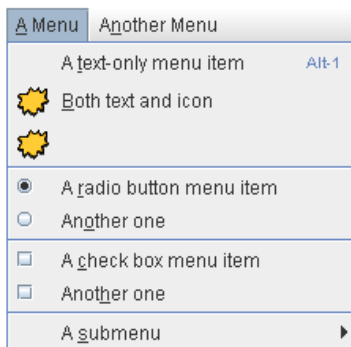 A Menu Another Menu
A text-only menu item Alt-1
Both text and icon
A radio button menu item
Another one
A check box menu item
Another one
A submenu